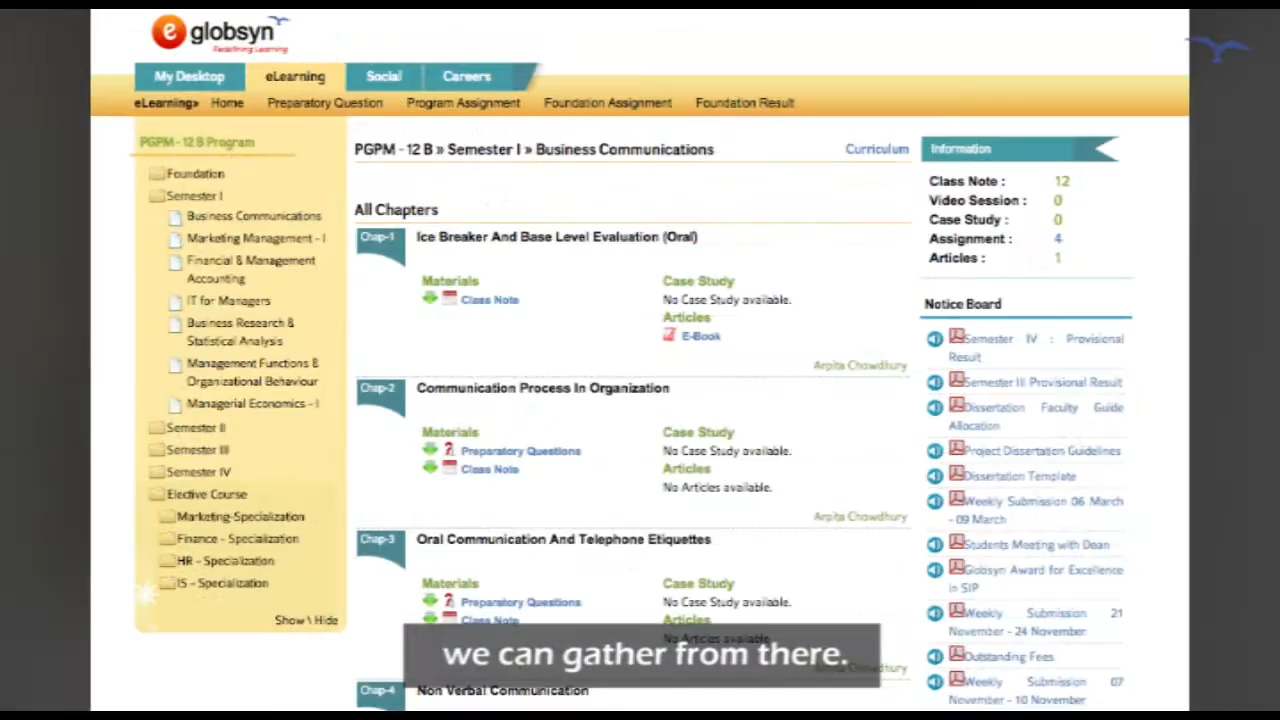 e globsyn
Redefining Learning
My Desktop
eLearning
Social
Careers
eLearning»
Home
Preparatory Question
Program Assignment
Foundation Assignment
Foundation Result
PGPM - 12 B Program
Foundation
Semester I
Business Communications
Marketing Management - I
Financial & Management
Accounting
IT for Managers
Business Research &
Statistical Analysis
Management Functions &
Organizational Behaviour
Managerial Economics - I
Semester II
Semester III
Semester IV
Elective Course
Marketing-Specialization
Finance - Specialization
HR - Specialization
IS - Specialization
Show \ Hide
PGPM - 12 B » Semester I » Business Communications
Curriculum
All Chapters
Chap-1
Ice Breaker And Base Level Evaluation (Oral)
Materials
Class Note
Case Study
No Case Study available.
Articles
E-Book
Arpita Chowdhury
Chap-2
Communication Process In Organization
Materials
Preparatory Questions
Class Note
Case Study
No Case Study available.
Articles
No Articles available.
Arpita Chowdhury
Chap-3
Oral Communication And Telephone Etiquettes
Materials
Preparatory Questions
Class Note
Case Study
No Case Study available.
Articles
No Articles available
Chowdhury
we can gather from there.
Chap-4
Non Verbal Communication
Information
Class Note : 12
Video Session : 0
Case Study : 0
Assignment : 4
Articles : 1
Notice Board
Semester IV : Provisional
Result
Semester III Provisional Result
Dissertation Faculty Guide
Allocation
Project Dissertation Guidelines
Dissertation Template
Weekly Submission 06 March
- 09 March
Students Meeting with Dean
Globsyn Award for Excellence
in SIP
Weekly Submission 21
November - 24 November
Outstanding Fees
Weekly Submission 07
November - 10 November